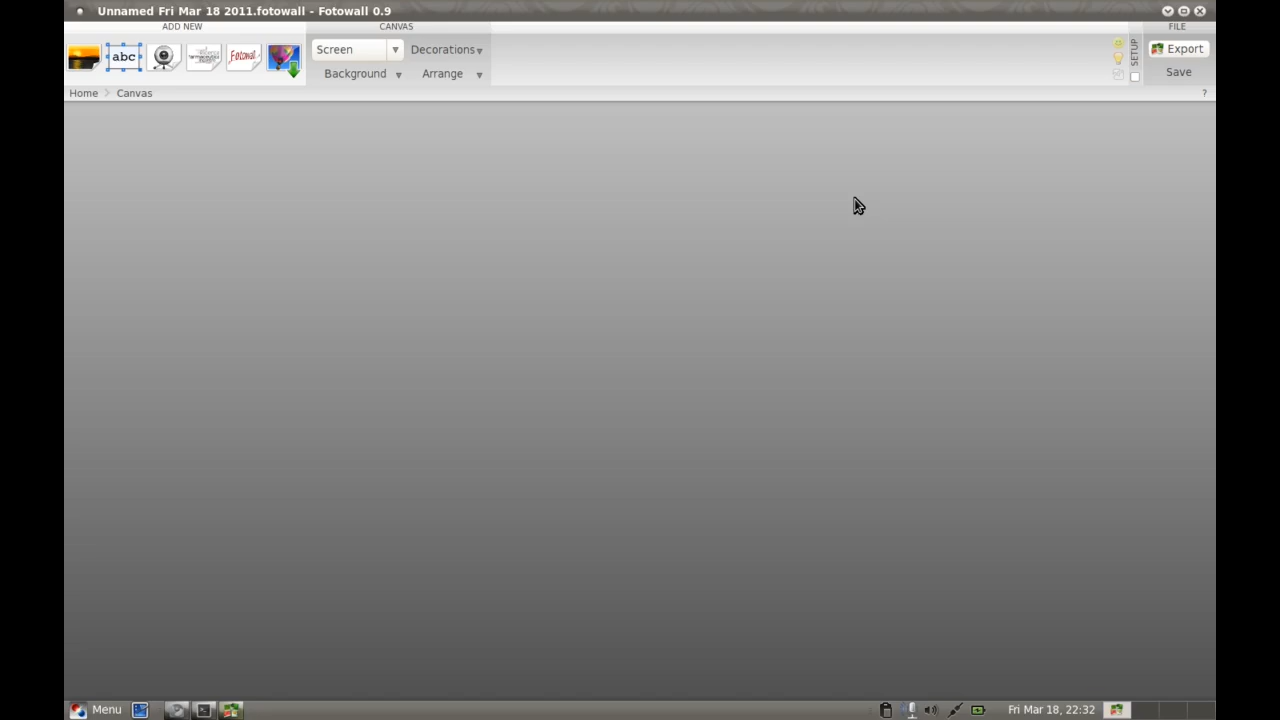 Unnamed Fri Mar 18 2011.fotowall - Fotowall 0.9
ADD NEW
CANVAS
FILE
abc
Fotowall
Screen
Decorations
Background
Arrange
SETUP
Export
Save
Home
Canvas
?
Menu
Fri Mar 18, 22:32